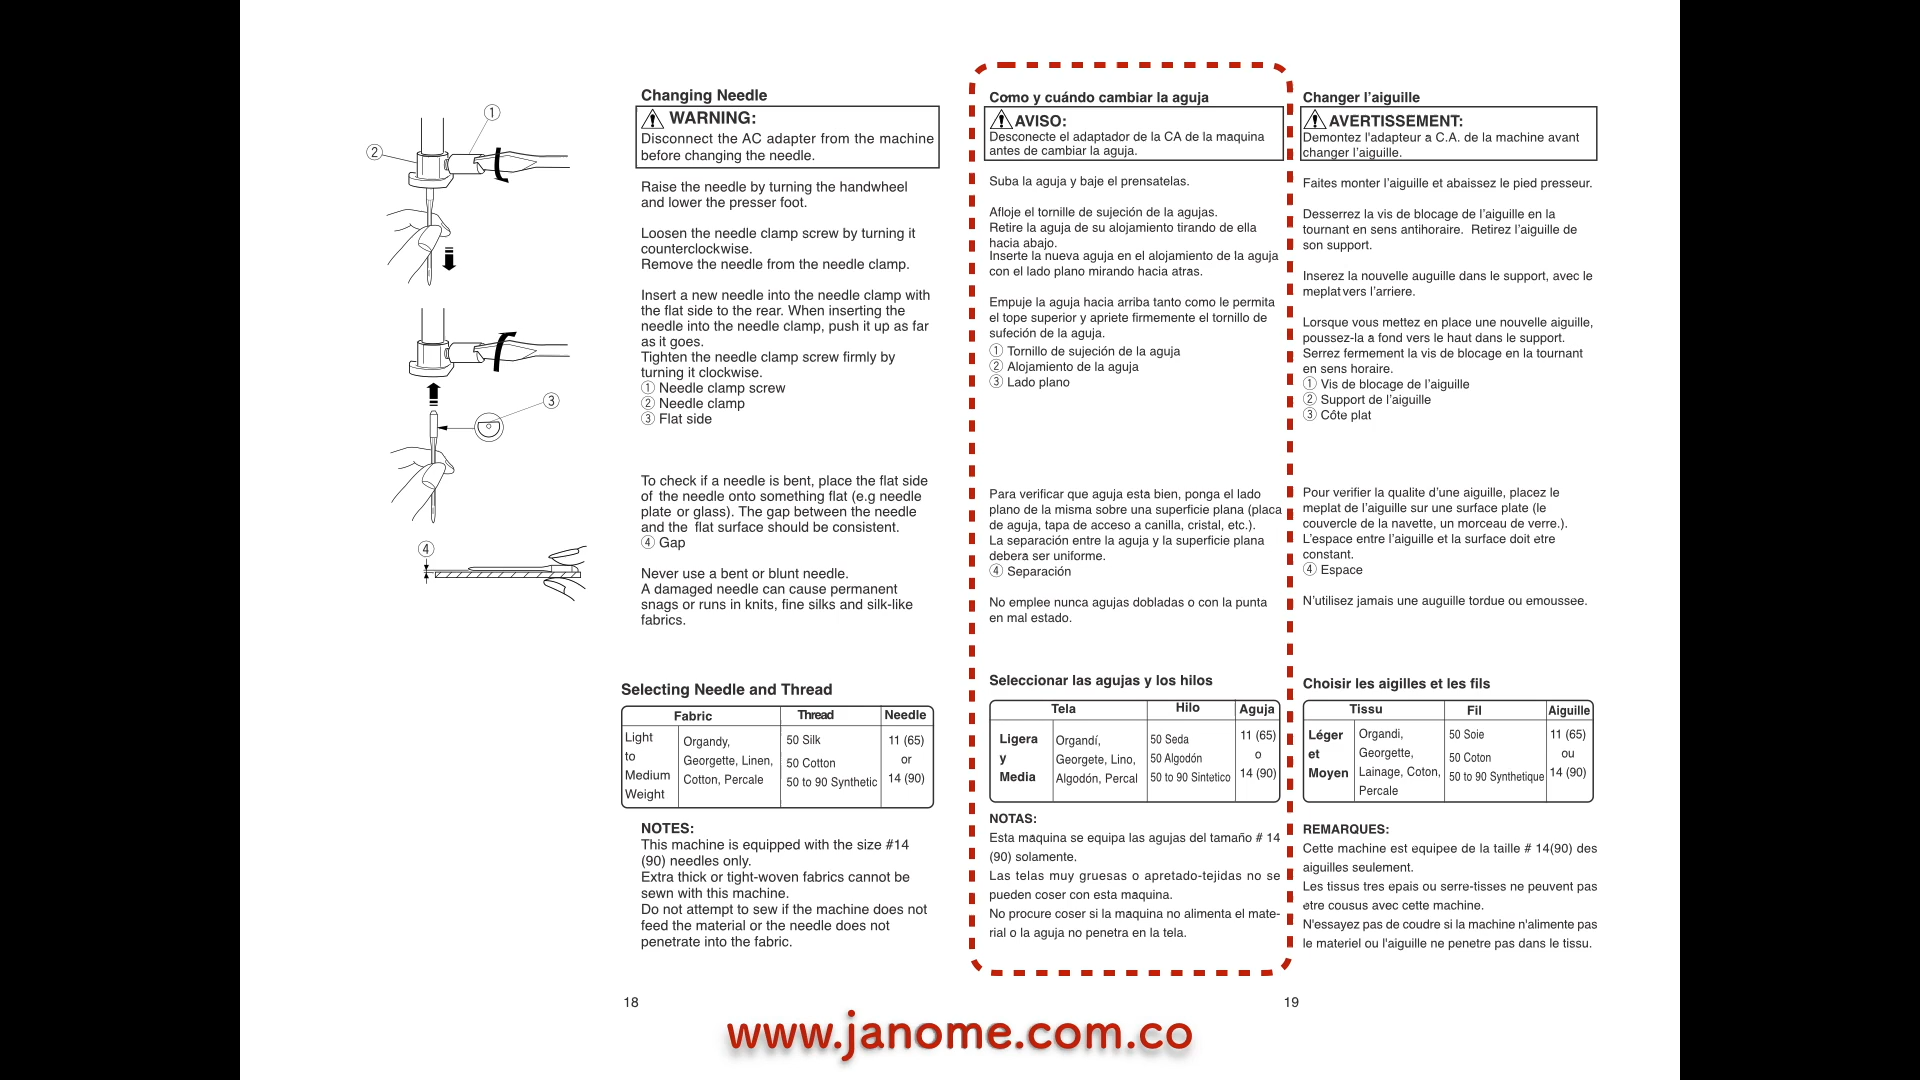 ①
②
③
④
Changing Needle
WARNING:
Disconnect the AC adapter from the machine
before changing the needle.
Raise the needle by turning the handwheel
and lower the presser foot.
Loosen the needle clamp screw by turning it
counterclockwise.
Remove the needle from the needle clamp.
Insert a new needle into the needle clamp with
the flat side to the rear. When inserting the
needle into the needle clamp, push it up as far
as it goes.
Tighten the needle clamp screw firmly by
turning it clockwise.
① Needle clamp screw
② Needle clamp
③ Flat side
To check if a needle is bent, place the flat side
of the needle onto something flat (e.g needle
plate or glass). The gap between the needle
and the flat surface should be consistent.
④ Gap
Never use a bent or blunt needle.
A damaged needle can cause permanent
snags or runs in knits, fine silks and silk-like
fabrics.
Selecting Needle and Thread
Fabric Thread Needle
Light
to
Medium
Weight
Organdy,
Georgette, Linen,
Cotton, Percale
50 Silk
50 Cotton
50 to 90 Synthetic
11 (65)
or
14 (90)
NOTES:
This machine is equipped with the size #14
(90) needles only.
Extra thick or tight-woven fabrics cannot be
sewn with this machine.
Do not attempt to sew if the machine does not
feed the material or the needle does not
penetrate into the fabric.
18
Como y cuándo cambiar la aguja
AVISO:
Desconecte el adaptador de la CA de la maquina
antes de cambiar la aguja.
Suba la aguja y baje el prensatelas.
Afloje el tornille de sujeción de la agujas.
Retire la aguja de su alojamiento tirando de ella
hacia abajo.
Inserte la nueva aguja en el alojamiento de la aguja
con el lado plano mirando hacia atras.
Empuje la aguja hacia arriba tanto como le permita
el tope superior y apriete firmemente el tornillo de
sufeción de la aguja.
① Tornillo de sujeción de la aguja
② Alojamiento de la aguja
③ Lado plano
Para verificar que aguja esta bien, ponga el lado
plano de la misma sobre una superficie plana (placa
de aguja, tapa de acceso a canilla, cristal, etc.).
La separación entre la aguja y la superficie plana
debera ser uniforme.
④ Separación
No emplee nunca agujas dobladas o con la punta
en mal estado.
Seleccionar las agujas y los hilos
Tela Hilo Aguja
Ligera
y
Media
Organdí,
Georgete, Lino,
Algodón, Percal
50 Seda
50 Algodón
50 to 90 Sintetico
11 (65)
o
14 (90)
NOTAS:
Esta maquina se equipa las agujas del tamaño # 14
(90) solamente.
Las telas muy gruesas o apretado-tejidas no se
pueden coser con esta maquina.
No procure coser si la maquina no alimenta el mate-
rial o la aguja no penetra en la tela.
Changer l’aiguille
AVERTISSEMENT:
Demontez l'adapteur a C.A. de la machine avant
changer l’aiguille.
Faites monter l’aiguille et abaissez le pied presseur.
Desserrez la vis de blocage de l’aiguille en la
tournant en sens antihoraire. Retirez l’aiguille de
son support.
Inserez la nouvelle auguille dans le support, avec le
meplat vers l’arriere.
Lorsque vous mettez en place une nouvelle aiguille,
poussez-la a fond vers le haut dans le support.
Serrez fermement la vis de blocage en la tournant
en sens horaire.
① Vis de blocage de l’aiguille
② Support de l’aiguille
③ Côte plat
Pour verifier la qualite d’une aiguille, placez le
meplat de l’aiguille sur une surface plate (le
couvercle de la navette, un morceau de verre.).
L’espace entre l’aiguille et la surface doit etre
constant.
④ Espace
N’utilisez jamais une auguille tordue ou emoussee.
Choisir les aigilles et les fils
Tissu Fil Aiguille
Léger
et
Moyen
Organdi,
Georgette,
Lainage, Coton,
Percale
50 Soie
50 Coton
50 to 90 Synthetique
11 (65)
ou
14 (90)
REMARQUES:
Cette machine est equipee de la taille # 14(90) des
aiguilles seulement.
Les tissus tres epais ou serre-tisses ne peuvent pas
etre cousus avec cette machine.
N'essayez pas de coudre si la machine n'alimente pas
le materiel ou l'aiguille ne penetre pas dans le tissu.
19
www.janome.com.co